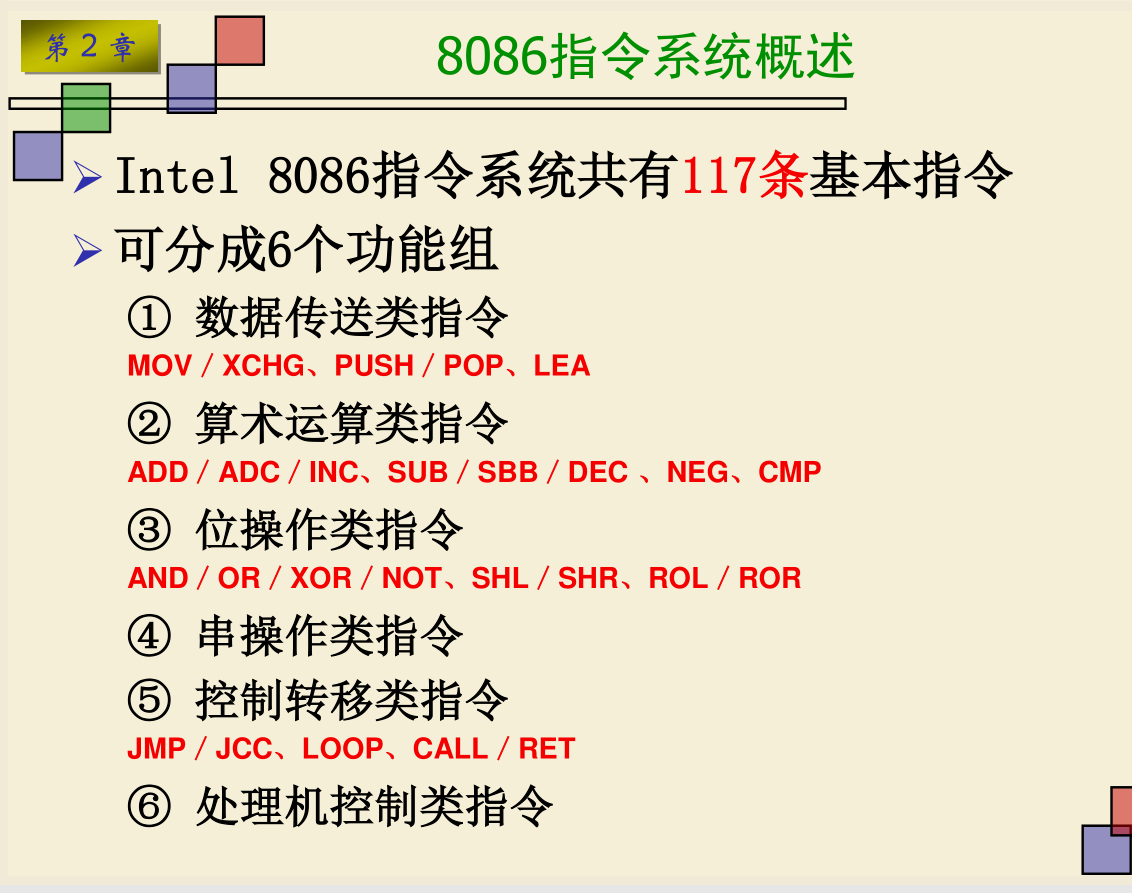 第2章
8086指令系统概述
Intel 8086指令系统共有117条基本指令
可分成6个功能组
① 数据传送类指令
MOV/XCHG、PUSH/POP、LEA
② 算术运算类指令
ADD/ADC/INC、SUB/SBB/DEC 、NEG、CMP
③ 位操作类指令
AND/OR/XOR/NOT、SHL/SHR、ROL/ROR
④ 串操作类指令
⑤ 控制转移类指令
JMP/JCC、LOOP、CALL/RET
⑥ 处理机控制类指令